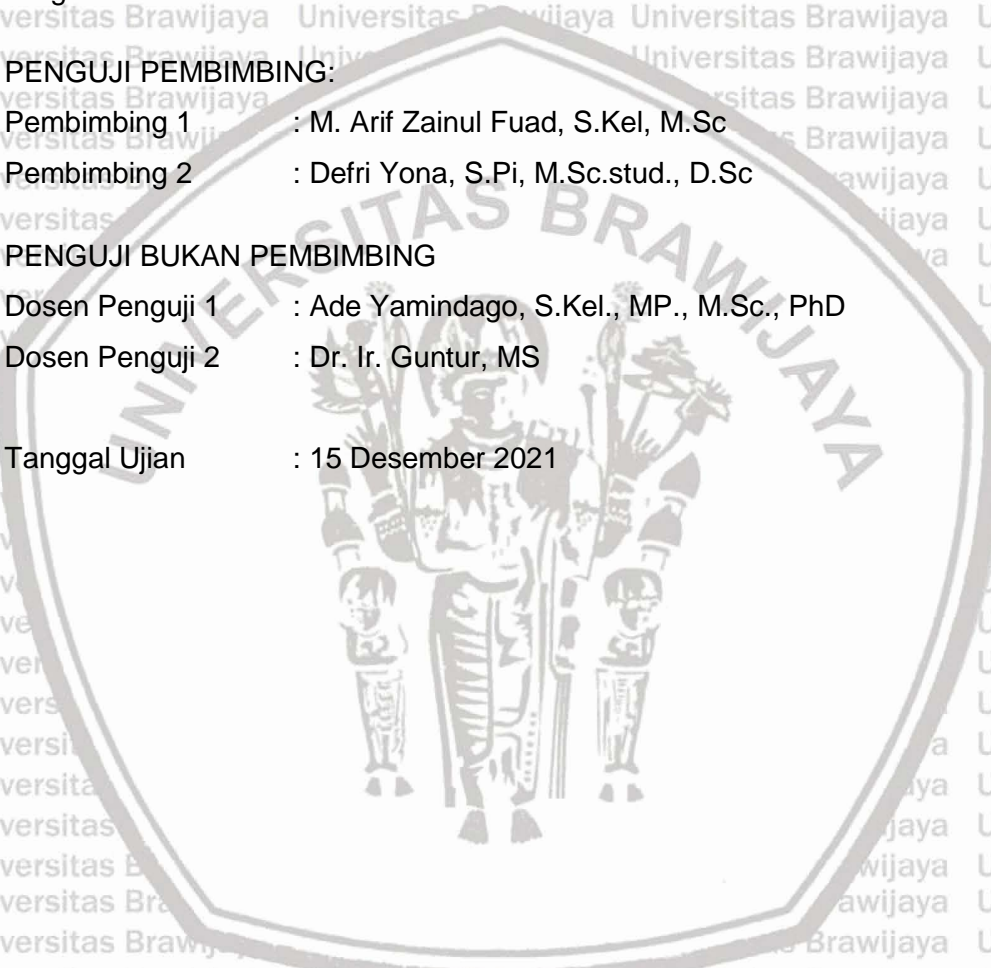 PENGUJI PEMBIMBING:
Pembimbing 1 : M. Arif Zainul Fuad, S.Kel, M.Sc
Pembimbing 2 : Defri Yona, S.Pi, M.Sc.stud., D.Sc
PENGUJI BUKAN PEMBIMBING
Dosen Penguji 1 : Ade Yamindago, S.Kel., MP., M.Sc., PhD
Dosen Penguji 2 : Dr. Ir. Guntur, MS
Tanggal Ujian : 15 Desember 2021
UNIVERSITAS BRAWIJAYA